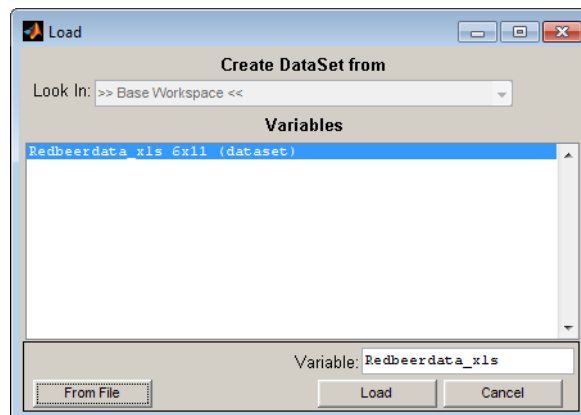 Load
Create DataSet from
Look In: >> Base Workspace <<
Variables
Redbeerdata_xls 6x11 (dataset)
Variable: Redbeerdata_xls
From File
Load
Cancel